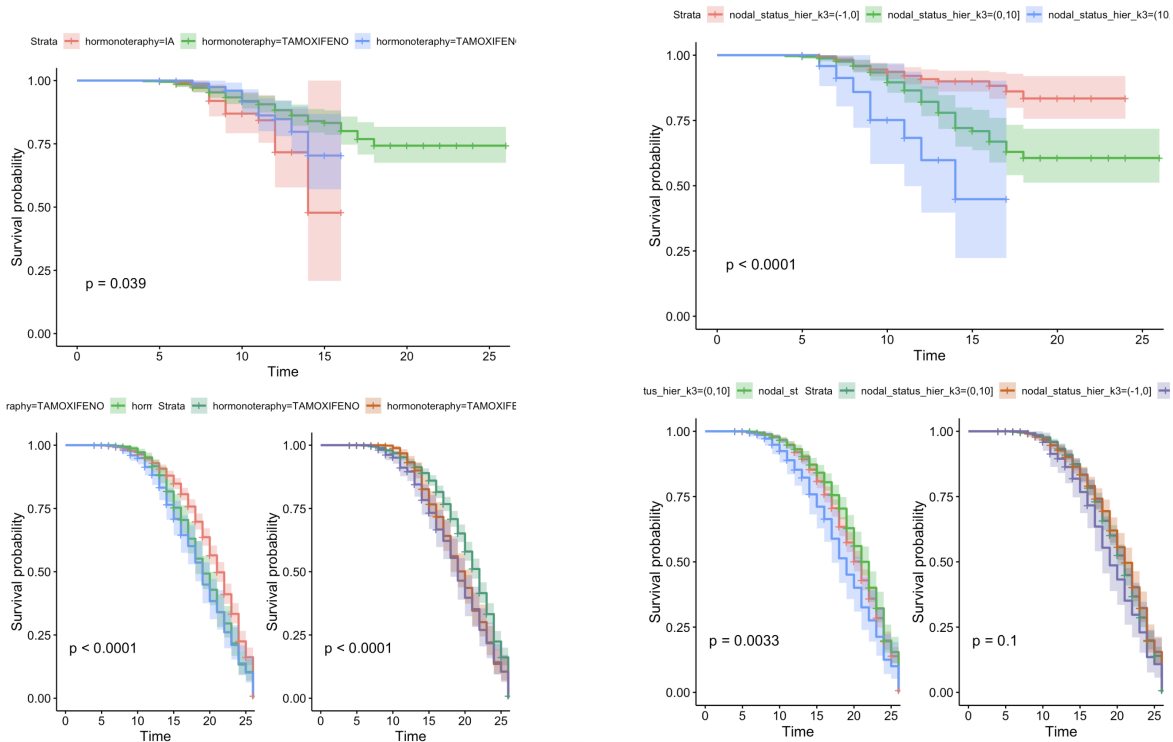 Strata hormonoteraphy=IA hormonoteraphy=TAMOXIFENO hormonoteraphy=TAMOXIFEN
Survival probability
1.00
0.75
0.50
0.25
0.00
p = 0.039
0 5 10 15 20 25
Time
Strata nodal_status_hier_k3=(-1,0] nodal_status_hier_k3=(0,10] nodal_status_hier_k3=(10
Survival probability
1.00
0.75
0.50
0.25
0.00
p < 0.0001
0 5 10 15 20 25
Time
raphy=TAMOXIFENO horm Strata hormonoteraphy=TAMOXIFENO hormonoteraphy=TAMOXIFE
Survival probability
1.00
0.75
0.50
0.25
0.00
p < 0.0001
0 5 10 15 20 25
Time
Survival probability
1.00
0.75
0.50
0.25
0.00
p < 0.0001
0 5 10 15 20 25
Time
tus_hier_k3=(0,10] nodal_st Strata nodal_status_hier_k3=(0,10] nodal_status_hier_k3=(-1,0]
Survival probability
1.00
0.75
0.50
0.25
0.00
p = 0.0033
0 5 10 15 20 25
Time
Survival probability
1.00
0.75
0.50
0.25
0.00
p = 0.1
0 5 10 15 20 25
Time